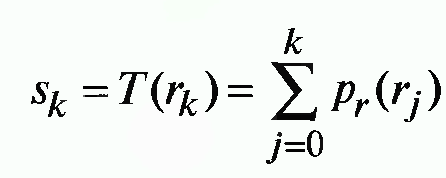 s_k = T(r_k) = \sum_{j=0}^{k} p_r(r_j)